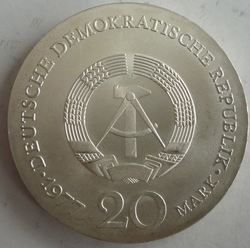 DEUTSCHE DEMOKRATISCHE REPUBLIK
1977
20
MARK